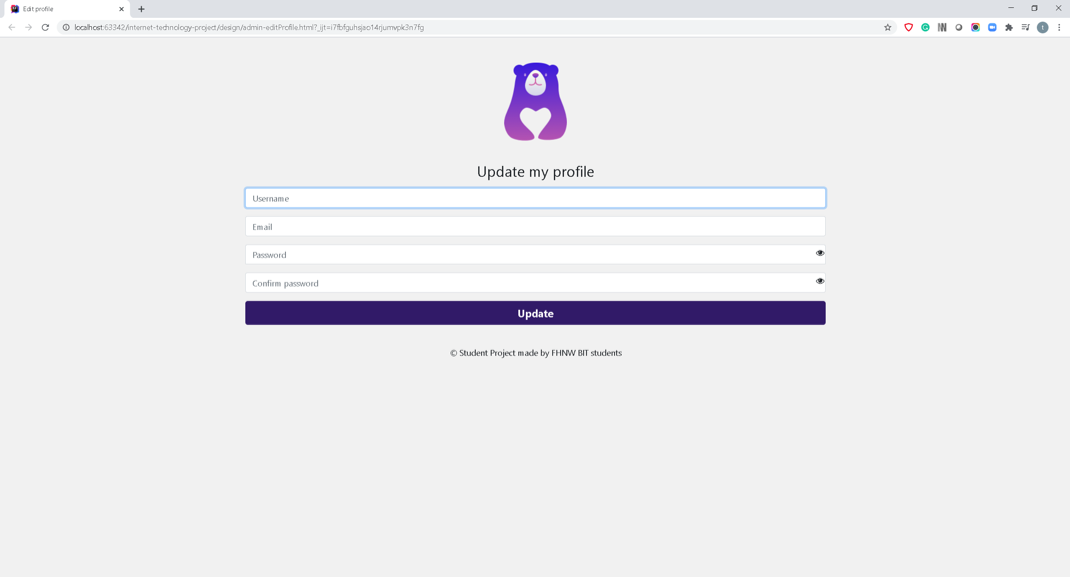 Edit profile
localhost:63342/internet-technology-project/design/admin-editProfile.html?_ijt=i7fbfguhsjao14rjumvpk3n7fg
Update my profile
Username
Email
Password
Confirm password
Update
© Student Project made by FHNW BIT students